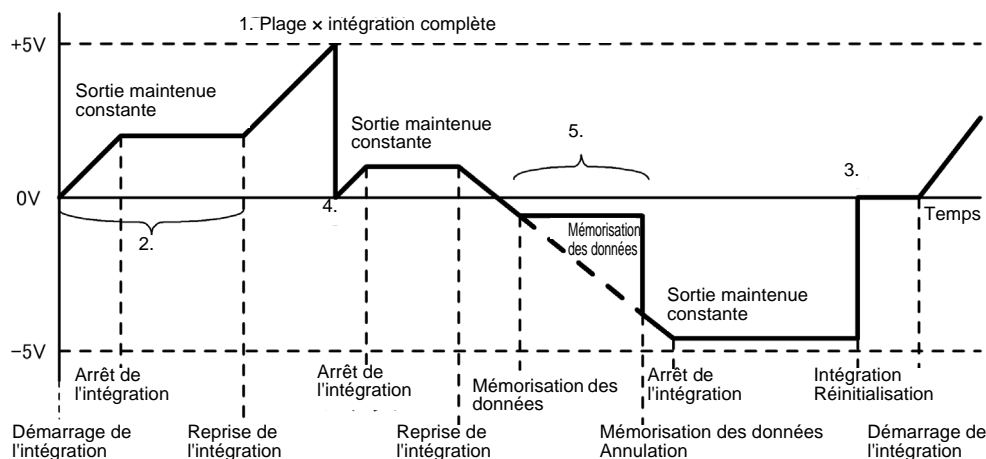 1. Plage × intégration complète
+5V
Sortie maintenue
constante
Sortie maintenue
constante
5.
3.
0V
4.
Temps
2.
Mémorisation
des données
Sortie maintenue
constante
−5V
Arrêt de
l'intégration
Arrêt de
l'intégration
Mémorisation des
données
Arrêt de
l'intégration
Intégration
Réinitialisation
Démarrage de
l'intégration
Reprise de
l'intégration
Reprise de
l'intégration
Mémorisation des données
Annulation
Démarrage de
l'intégration